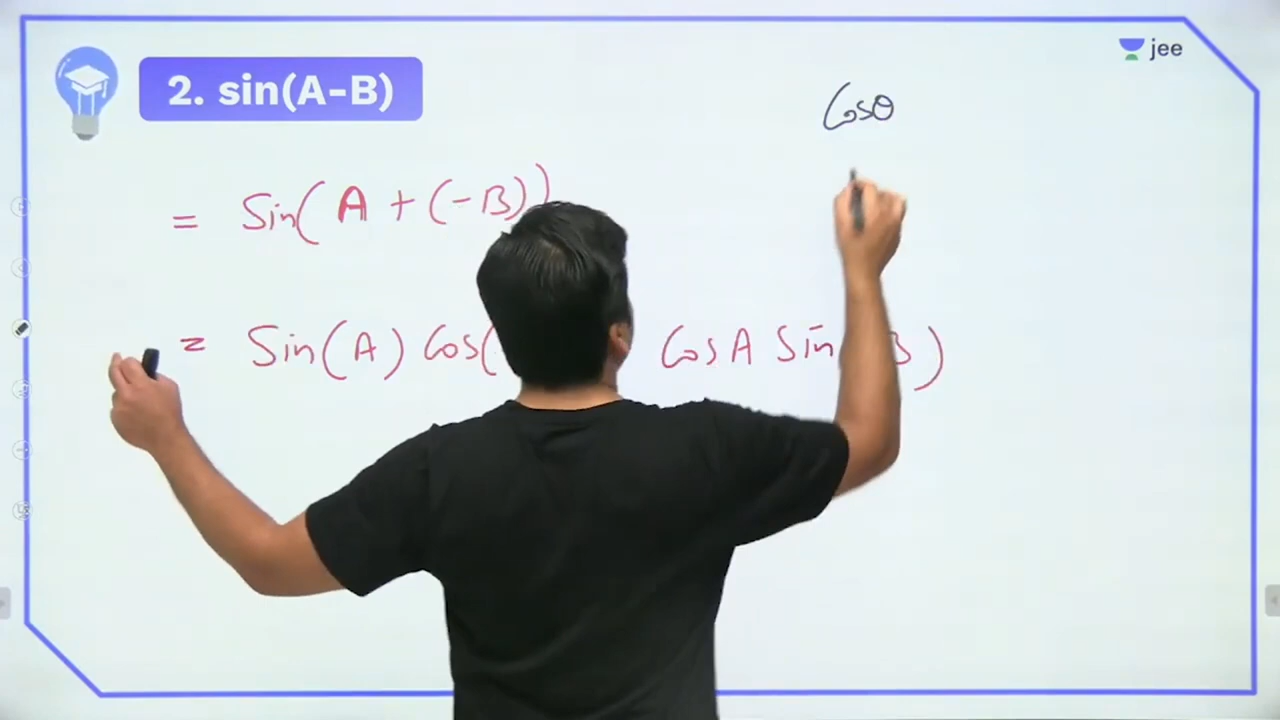 jee
2. sin(A-B)
Cosθ
= Sin( A + (-B))
= Sin(A) Cos( CosA Sin B)